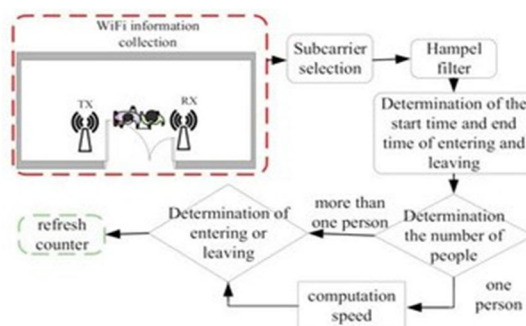 WiFi information
collection
TX
RX
Subcarrier
selection
Hampel
filter
Determination of the
start time and end
time of entering and
leaving
Determination
the number of
people
more than
one person
one
person
computation
speed
Determination of
entering or
leaving
refresh
counter